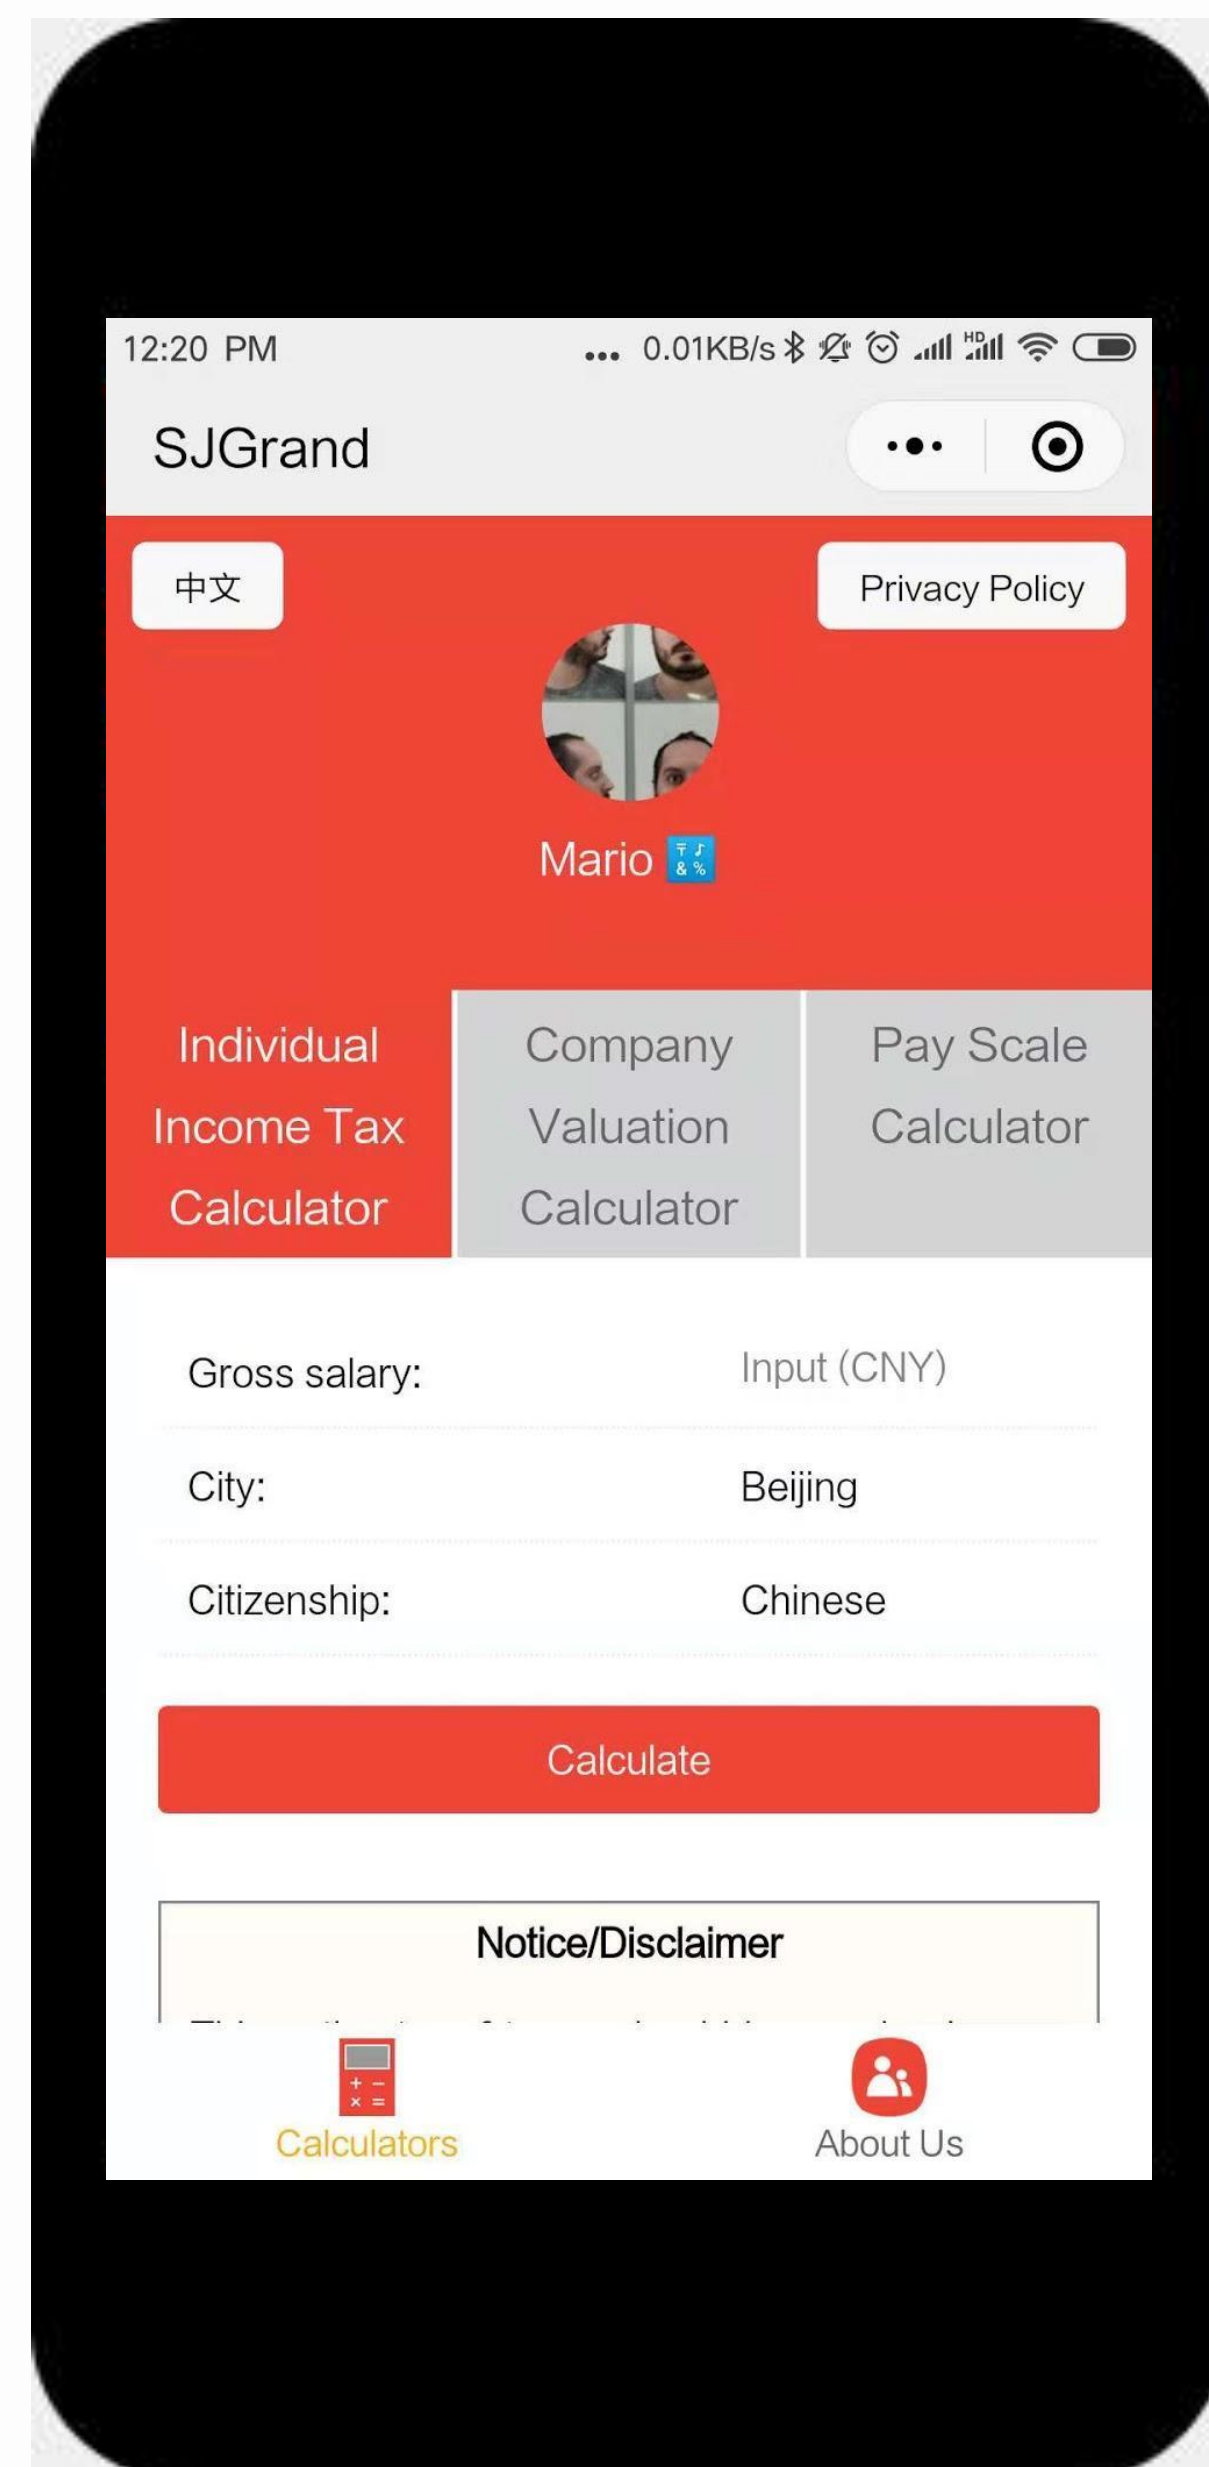 12:20 PM ... 0.01KB/s HD
SJGrand
中文 Privacy Policy
Mario
Individual Income Tax Calculator
Company Valuation Calculator
Pay Scale Calculator
Gross salary: Input (CNY)
City: Beijing
Citizenship: Chinese
Calculate
Notice/Disclaimer
Calculators About Us